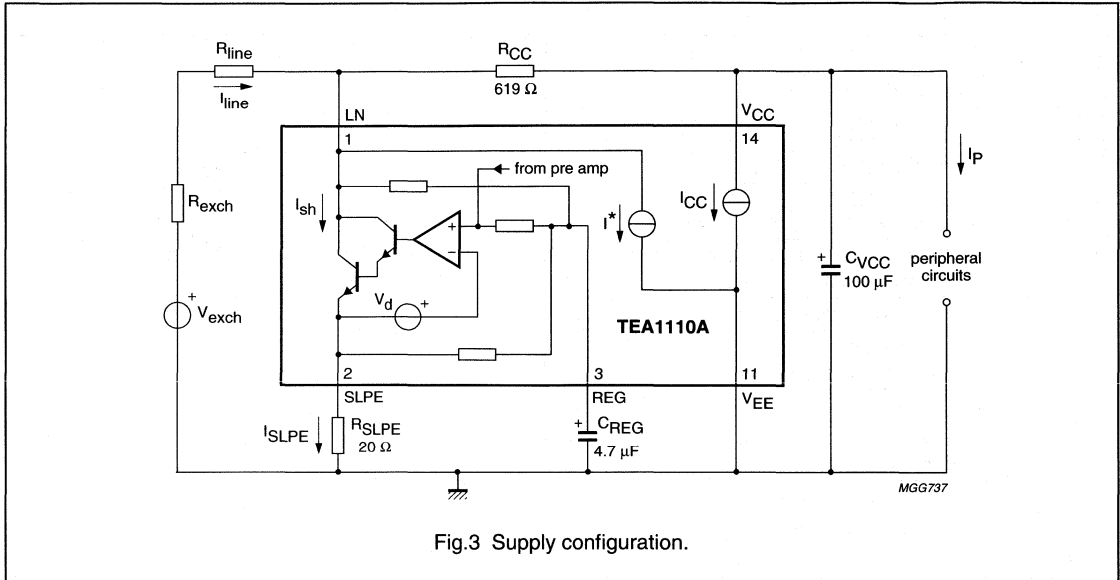 Rline
Iline
RCC
619 Ω
LN
1
VCC
14
from pre amp
IP
Rexch
Ish
I*
ICC
+
−
Vd
+
+
Vexch
+
CVCC
100 µF
peripheral
circuits
TEA1110A
2
SLPE
3
REG
11
VEE
ISLPE
RSLPE
20 Ω
+
CREG
4.7 µF
MGG737
Fig.3 Supply configuration.